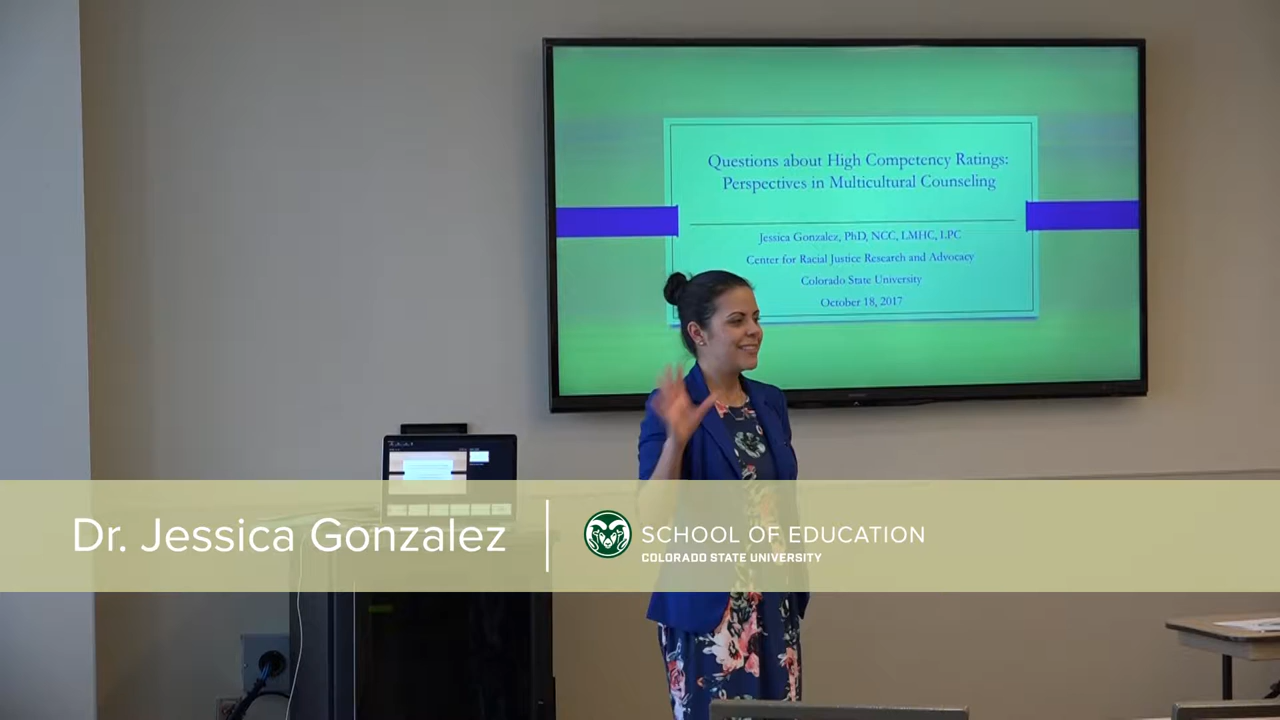 Questions about High Competency Ratings:
Perspectives in Multicultural Counseling
Jessica Gonzalez, PhD, NCC, LMHC, LPC
Center for Racial Justice Research and Advocacy
Colorado State University
October 18, 2017
Dr. Jessica Gonzalez
SCHOOL OF EDUCATION
COLORADO STATE UNIVERSITY